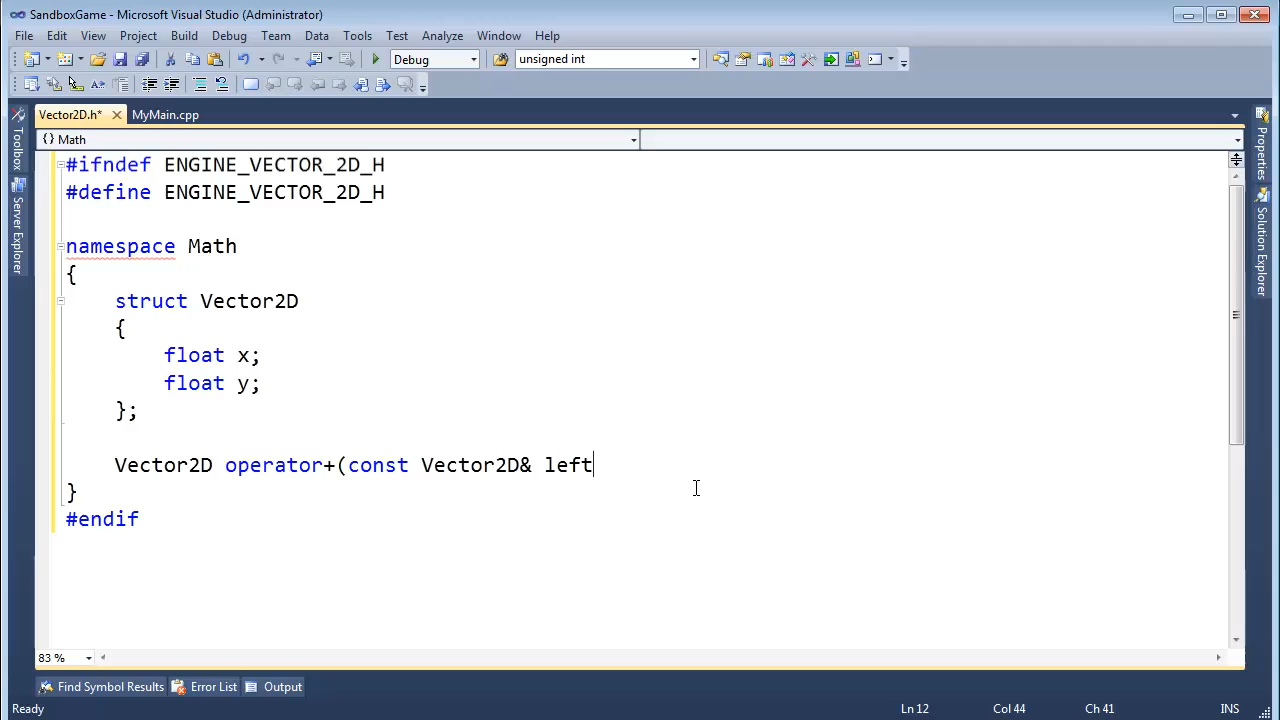 SandboxGame - Microsoft Visual Studio (Administrator)
File Edit View Project Build Debug Team Data Tools Test Analyze Window Help
Debug unsigned int
Vector2D.h* MyMain.cpp
{} Math
#ifndef ENGINE_VECTOR_2D_H
#define ENGINE_VECTOR_2D_H
namespace Math
{
struct Vector2D
{
float x;
float y;
};
Vector2D operator+(const Vector2D& left
}
#endif
Toolbox
Server Explorer
Properties
Solution Explorer
83 %
Find Symbol Results Error List Output
Ready Ln 12 Col 44 Ch 41 INS